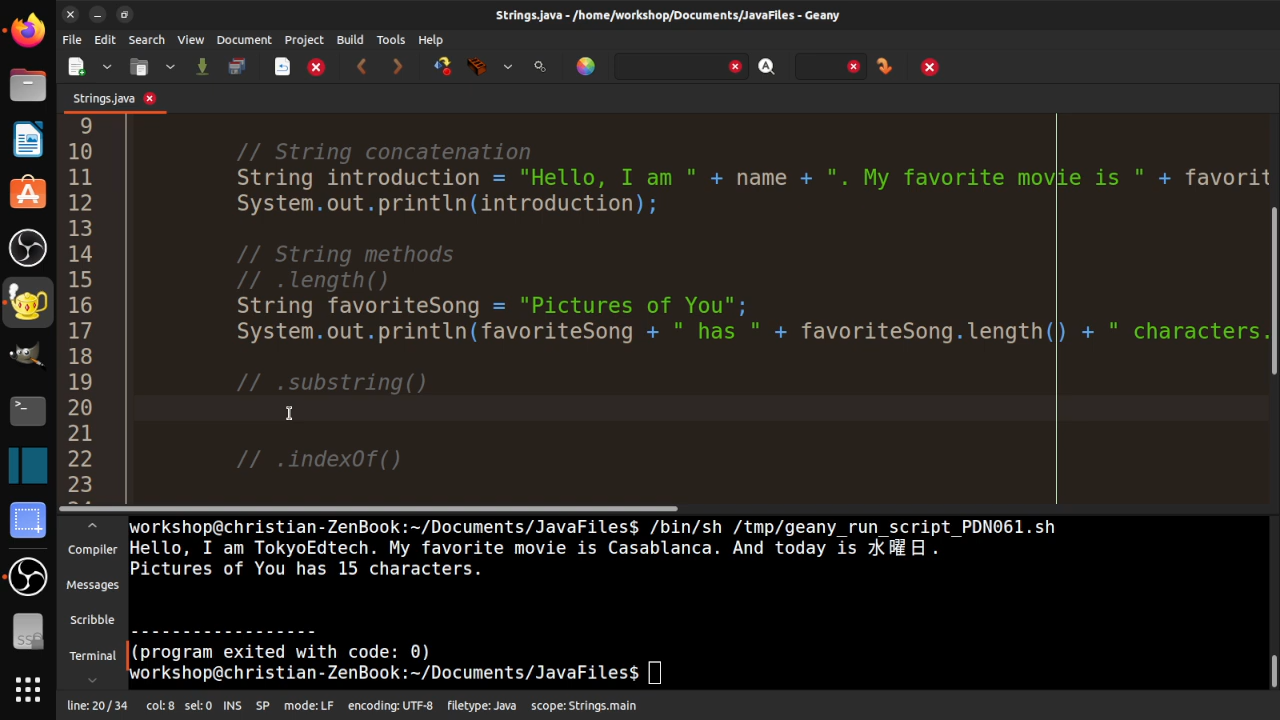 Strings.java - /home/workshop/Documents/JavaFiles - Geany
File Edit Search View Document Project Build Tools Help
Strings.java
9
10 // String concatenation
11 String introduction = "Hello, I am " + name + ". My favorite movie is " + favorit
12 System.out.println(introduction);
13
14 // String methods
15 // .length()
16 String favoriteSong = "Pictures of You";
17 System.out.println(favoriteSong + " has " + favoriteSong.length() + " characters.
18
19 // .substring()
20
21
22 // .indexOf()
23
Compiler
Messages
Scribble
Terminal
workshop@christian-ZenBook:~/Documents/JavaFiles$ /bin/sh /tmp/geany_run_script_PDN061.sh
Hello, I am TokyoEdtech. My favorite movie is Casablanca. And today is 水曜日.
Pictures of You has 15 characters.
------------------
(program exited with code: 0)
workshop@christian-ZenBook:~/Documents/JavaFiles$
line: 20 / 34 col: 8 sel: 0 INS SP mode: LF encoding: UTF-8 filetype: Java scope: Strings.main